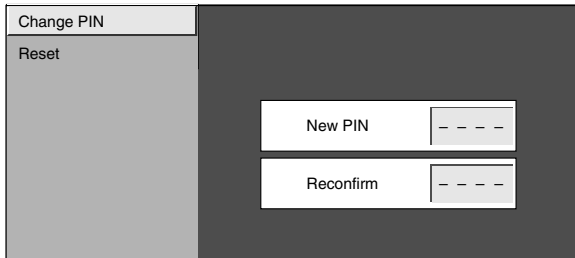 Change PIN
Reset
New PIN – – – –
Reconfirm – – – –